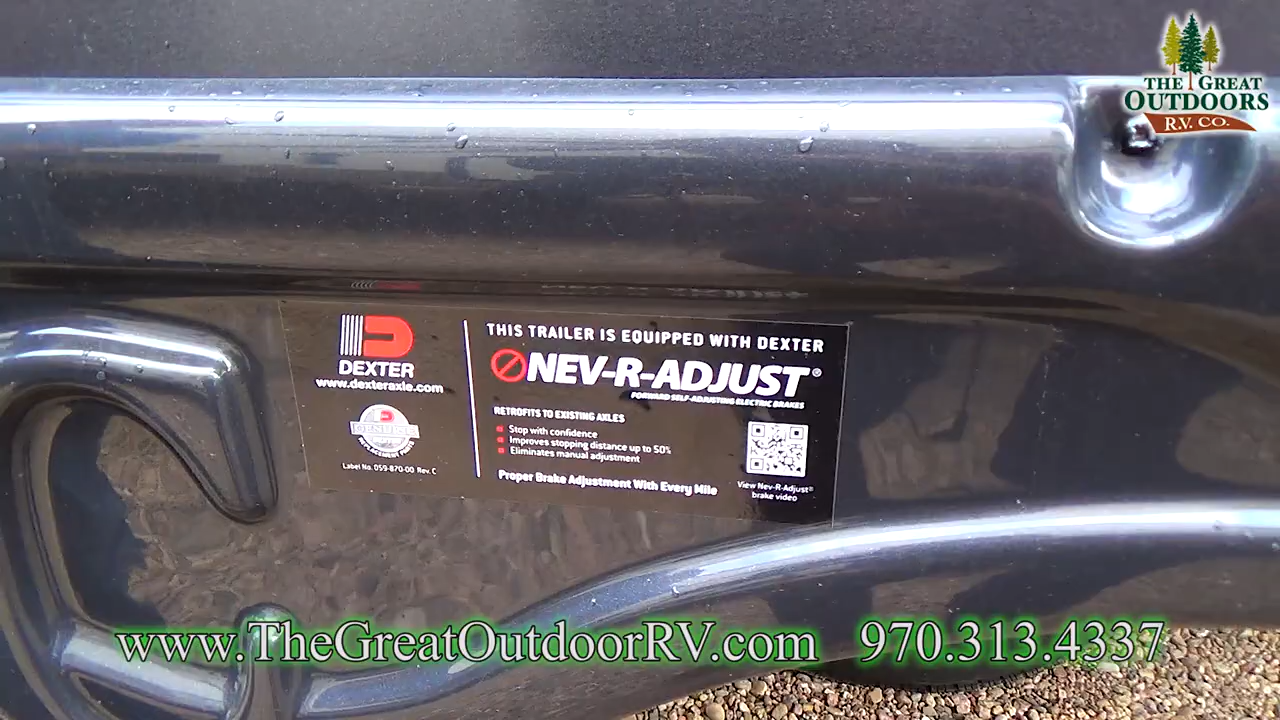 THE GREAT
OUTDOORS
R.V. CO.
DEXTER
www.dexteraxle.com
GENUINE
REPLACEMENT PARTS
Label No. 059-870-00 Rev. C
THIS TRAILER IS EQUIPPED WITH DEXTER
NEV-R-ADJUST®
FORWARD SELF-ADJUSTING ELECTRIC BRAKES
RETROFITS TO EXISTING AXLES
Stop with confidence
Improves stopping distance up to 50%
Eliminates manual adjustment
Proper Brake Adjustment With Every Mile
View Nev-R-Adjust®
brake video
www.TheGreatOutdoorRV.com 970.313.4337